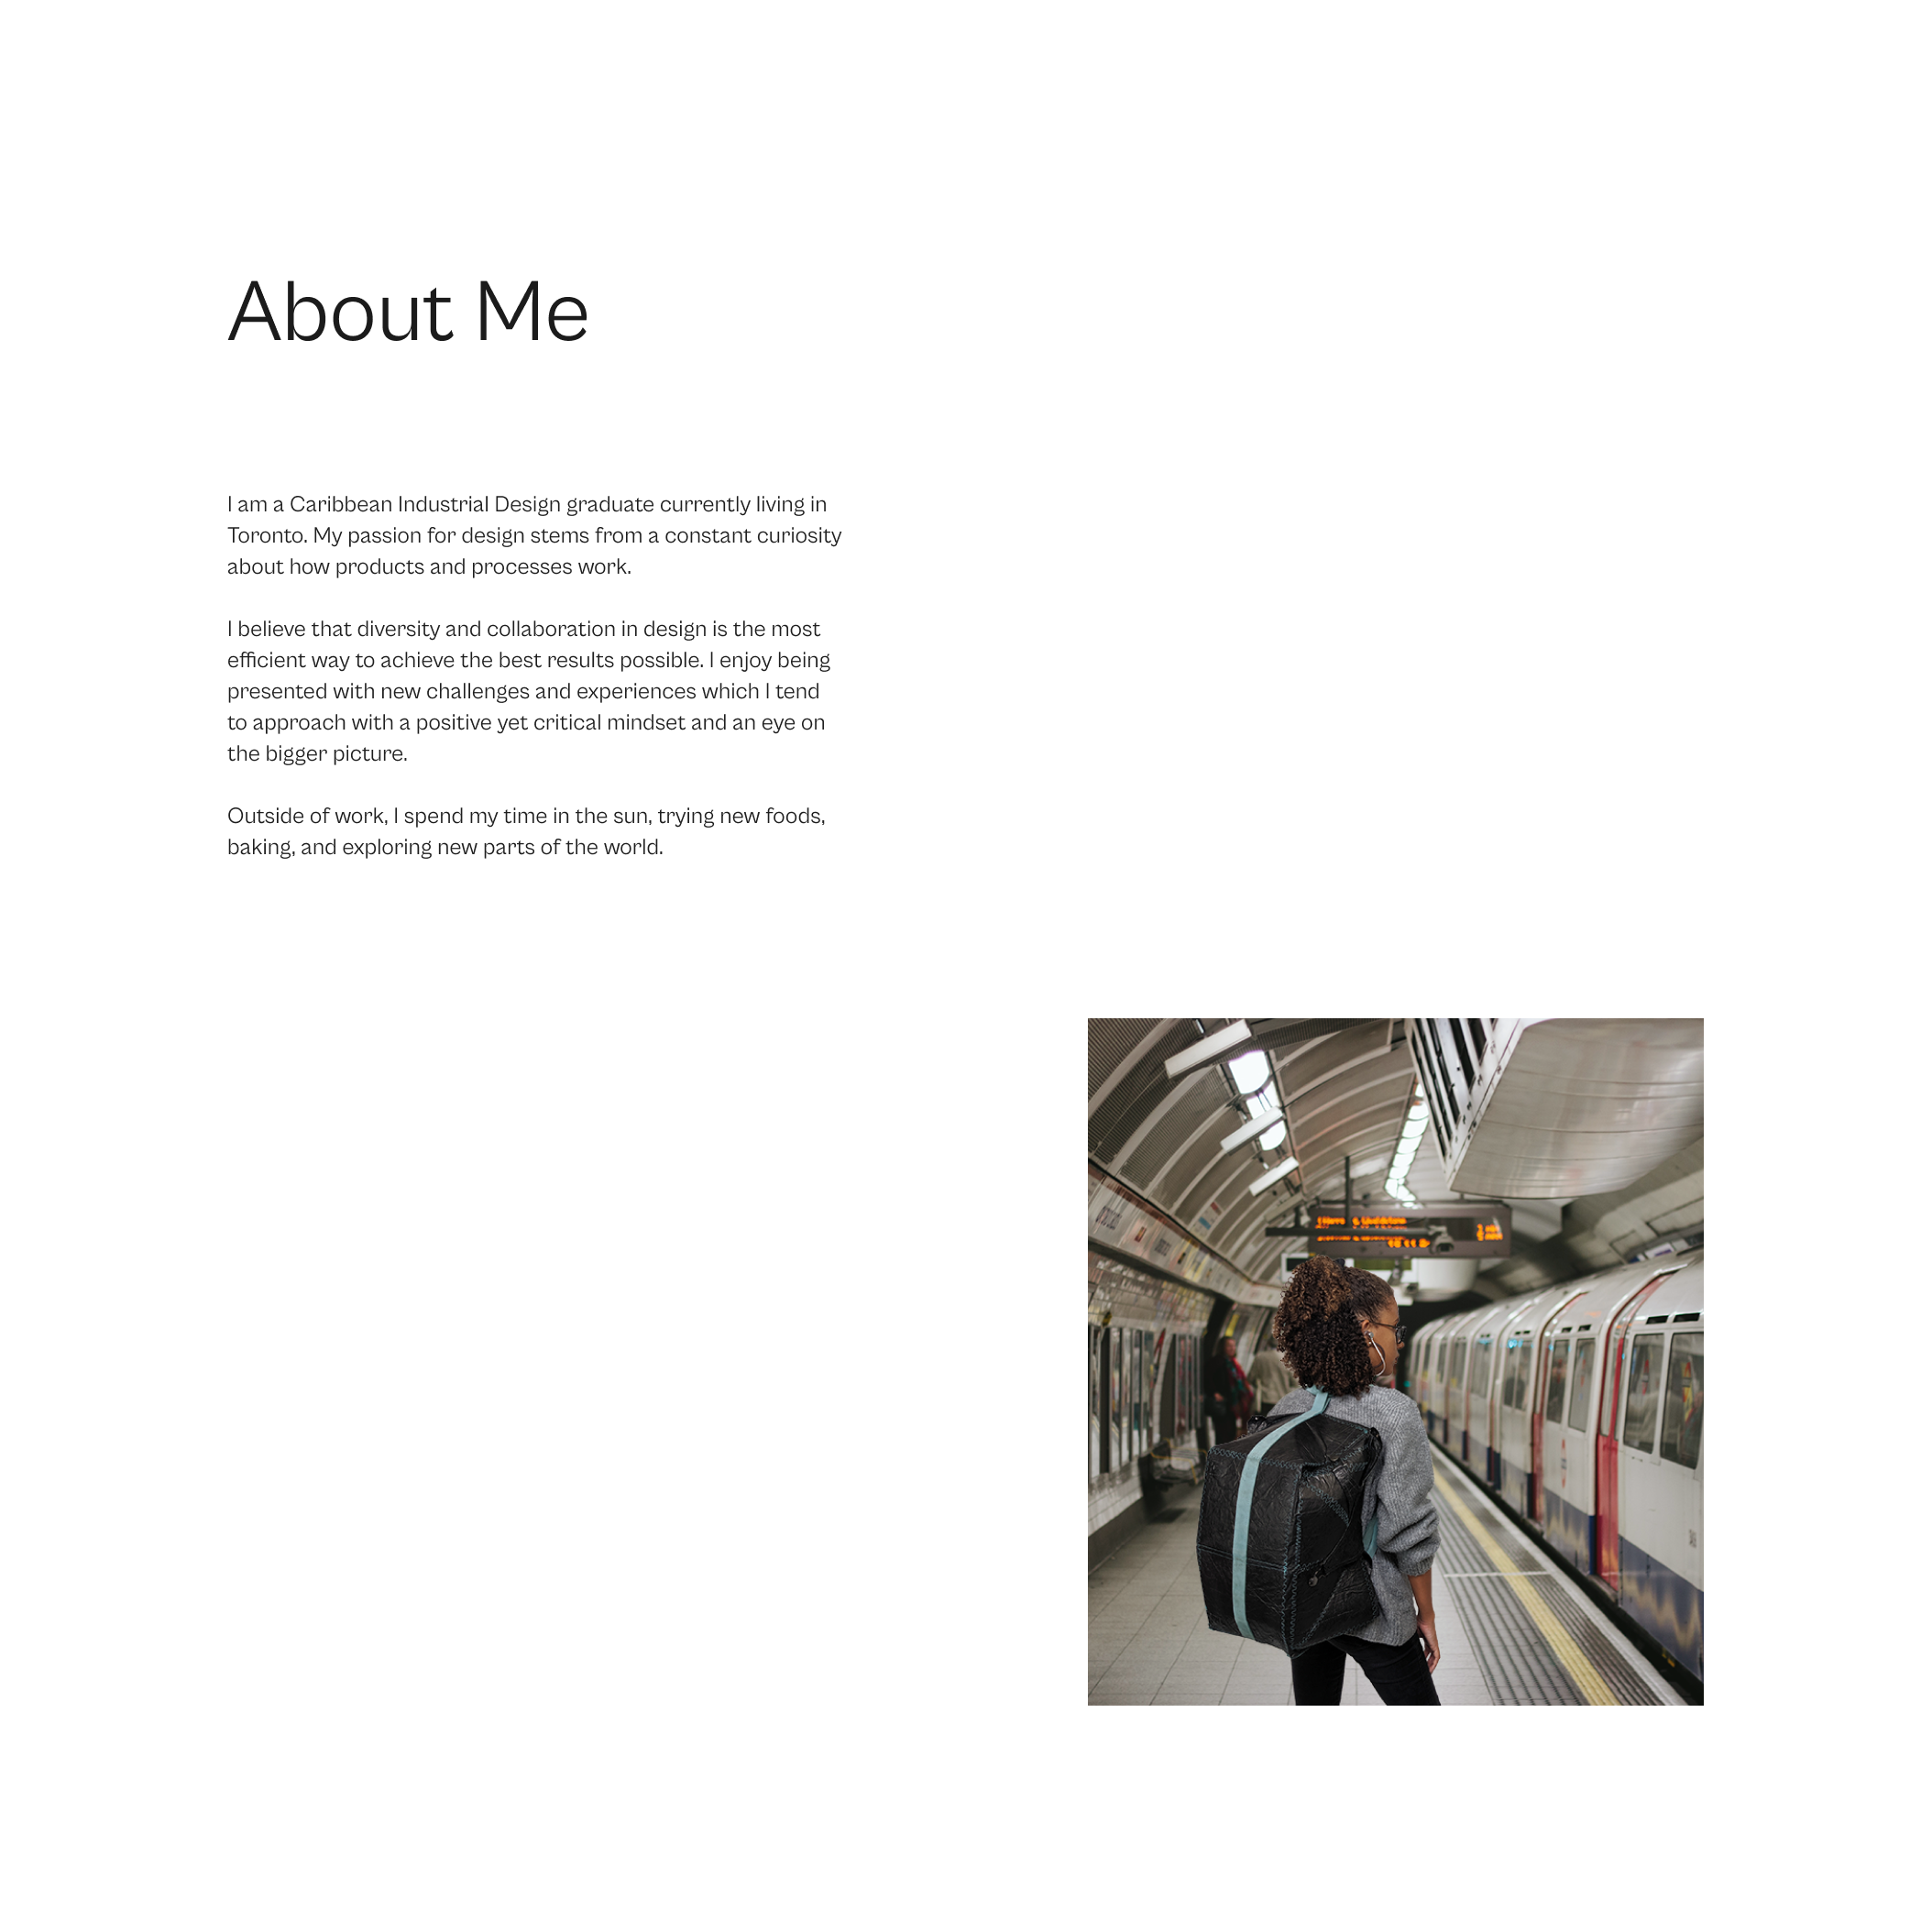 About Me
I am a Caribbean Industrial Design graduate currently living in
Toronto. My passion for design stems from a constant curiosity
about how products and processes work.
I believe that diversity and collaboration in design is the most
efficient way to achieve the best results possible. I enjoy being
presented with new challenges and experiences which I tend
to approach with a positive yet critical mindset and an eye on
the bigger picture.
Outside of work, I spend my time in the sun, trying new foods,
baking, and exploring new parts of the world.